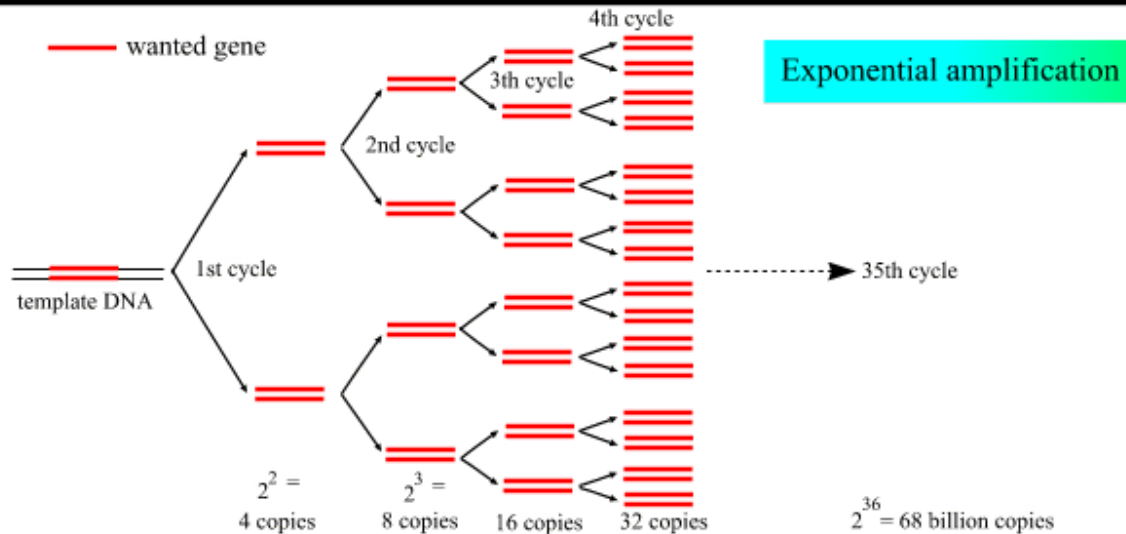 4th cycle
wanted gene
Exponential amplification
3th cycle
2nd cycle
1st cycle
35th cycle
template DNA
2^2 =
4 copies
2^3 =
8 copies
16 copies
32 copies
2^36 = 68 billion copies